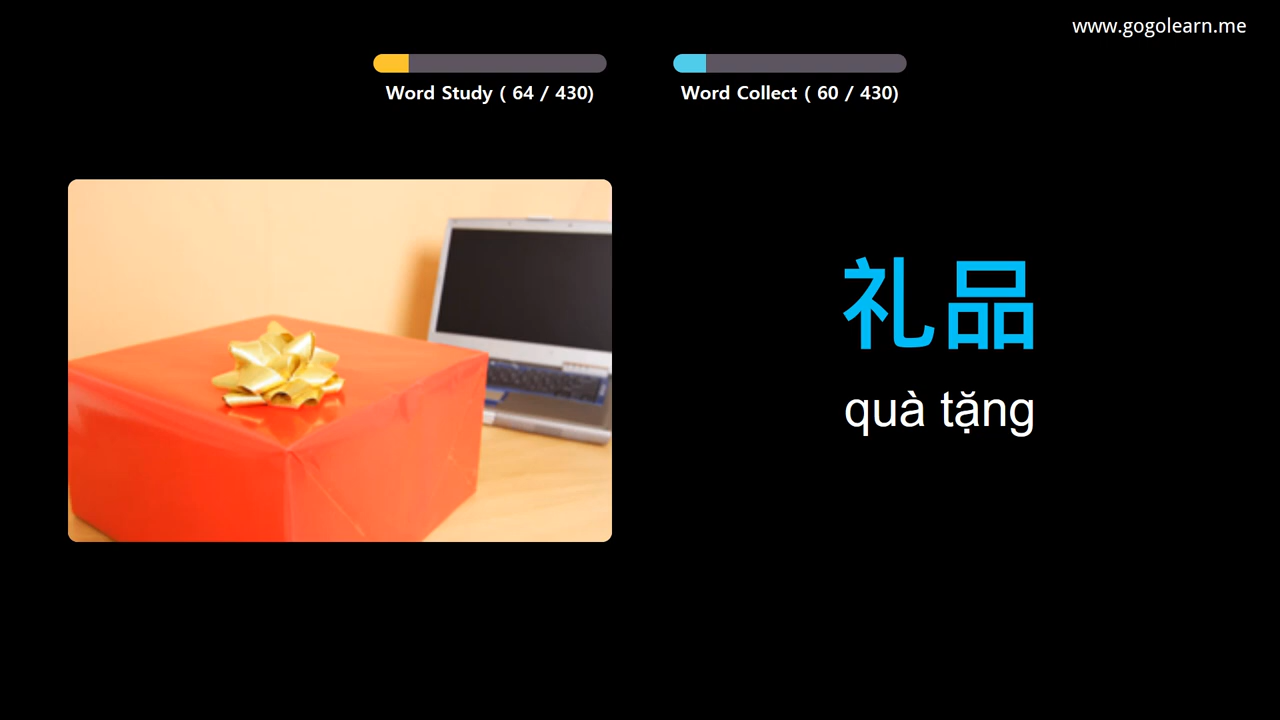 www.gogolearn.me
Word Study ( 64 / 430)
Word Collect ( 60 / 430)
礼品
quà tặng